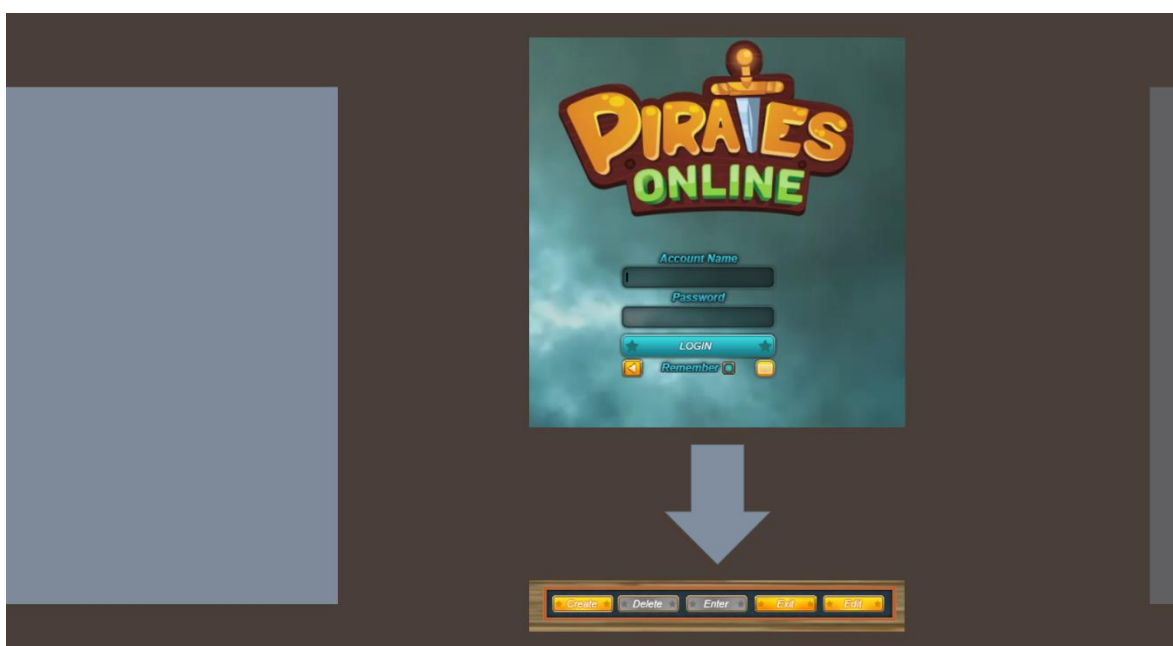 PIRATES
ONLINE
Account Name
Password
LOGIN
Remember
Create Delete Enter Exit Edit